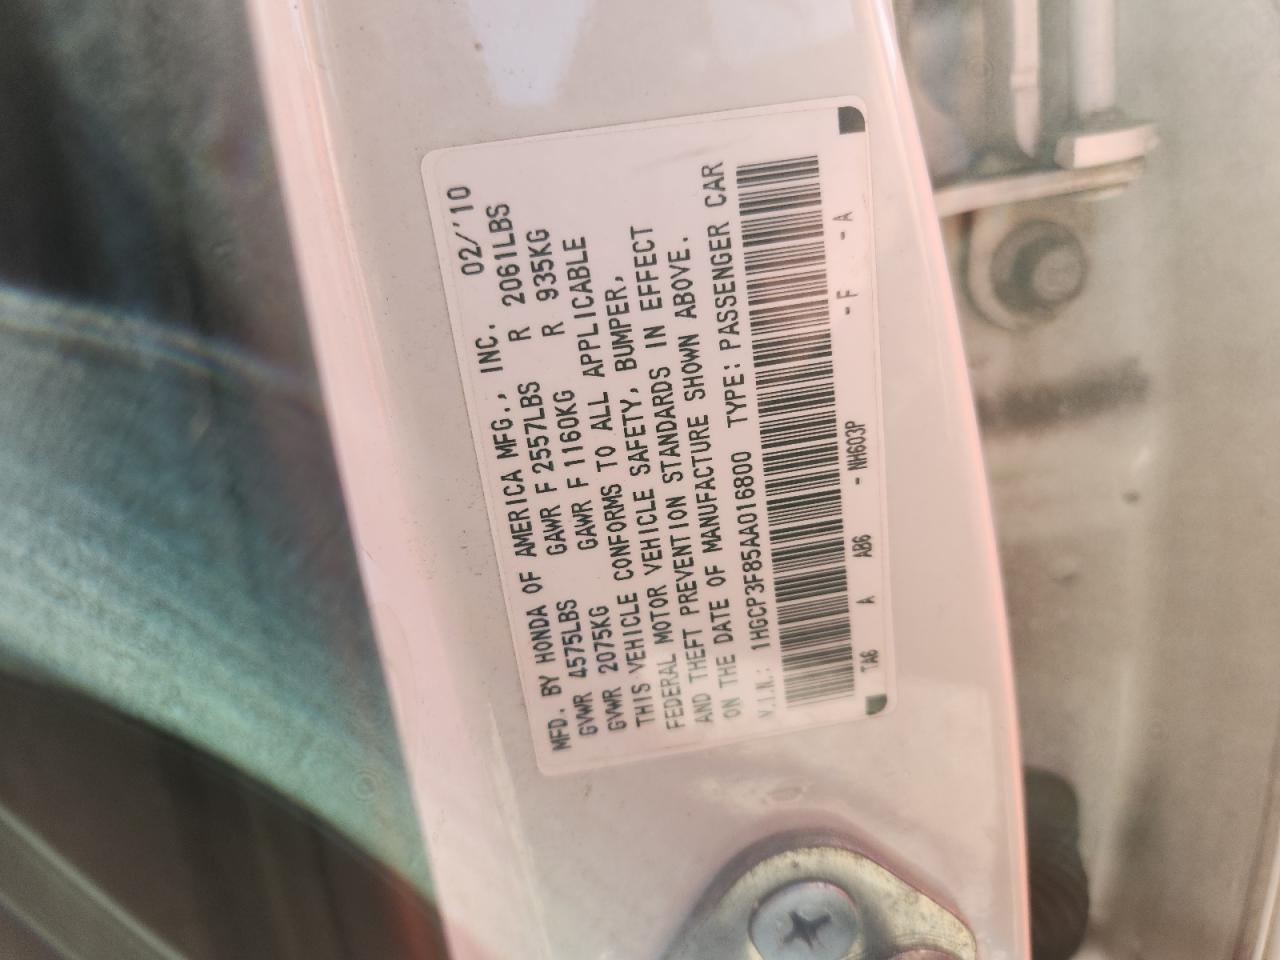 MFD. BY HONDA OF AMERICA MFG., INC. 02/'10
GVWR 4575LBS GAWR F 2557LBS R 2061LBS
GVWR 2075KG GAWR F 1160KG R 935KG
THIS VEHICLE CONFORMS TO ALL APPLICABLE
FEDERAL MOTOR VEHICLE SAFETY, BUMPER,
AND THEFT PREVENTION STANDARDS IN EFFECT
ON THE DATE OF MANUFACTURE SHOWN ABOVE.
V.I.N.: 1HGCP3F85AA016800 TYPE: PASSENGER CAR
TA6 A AB6 - NH603P - F - A